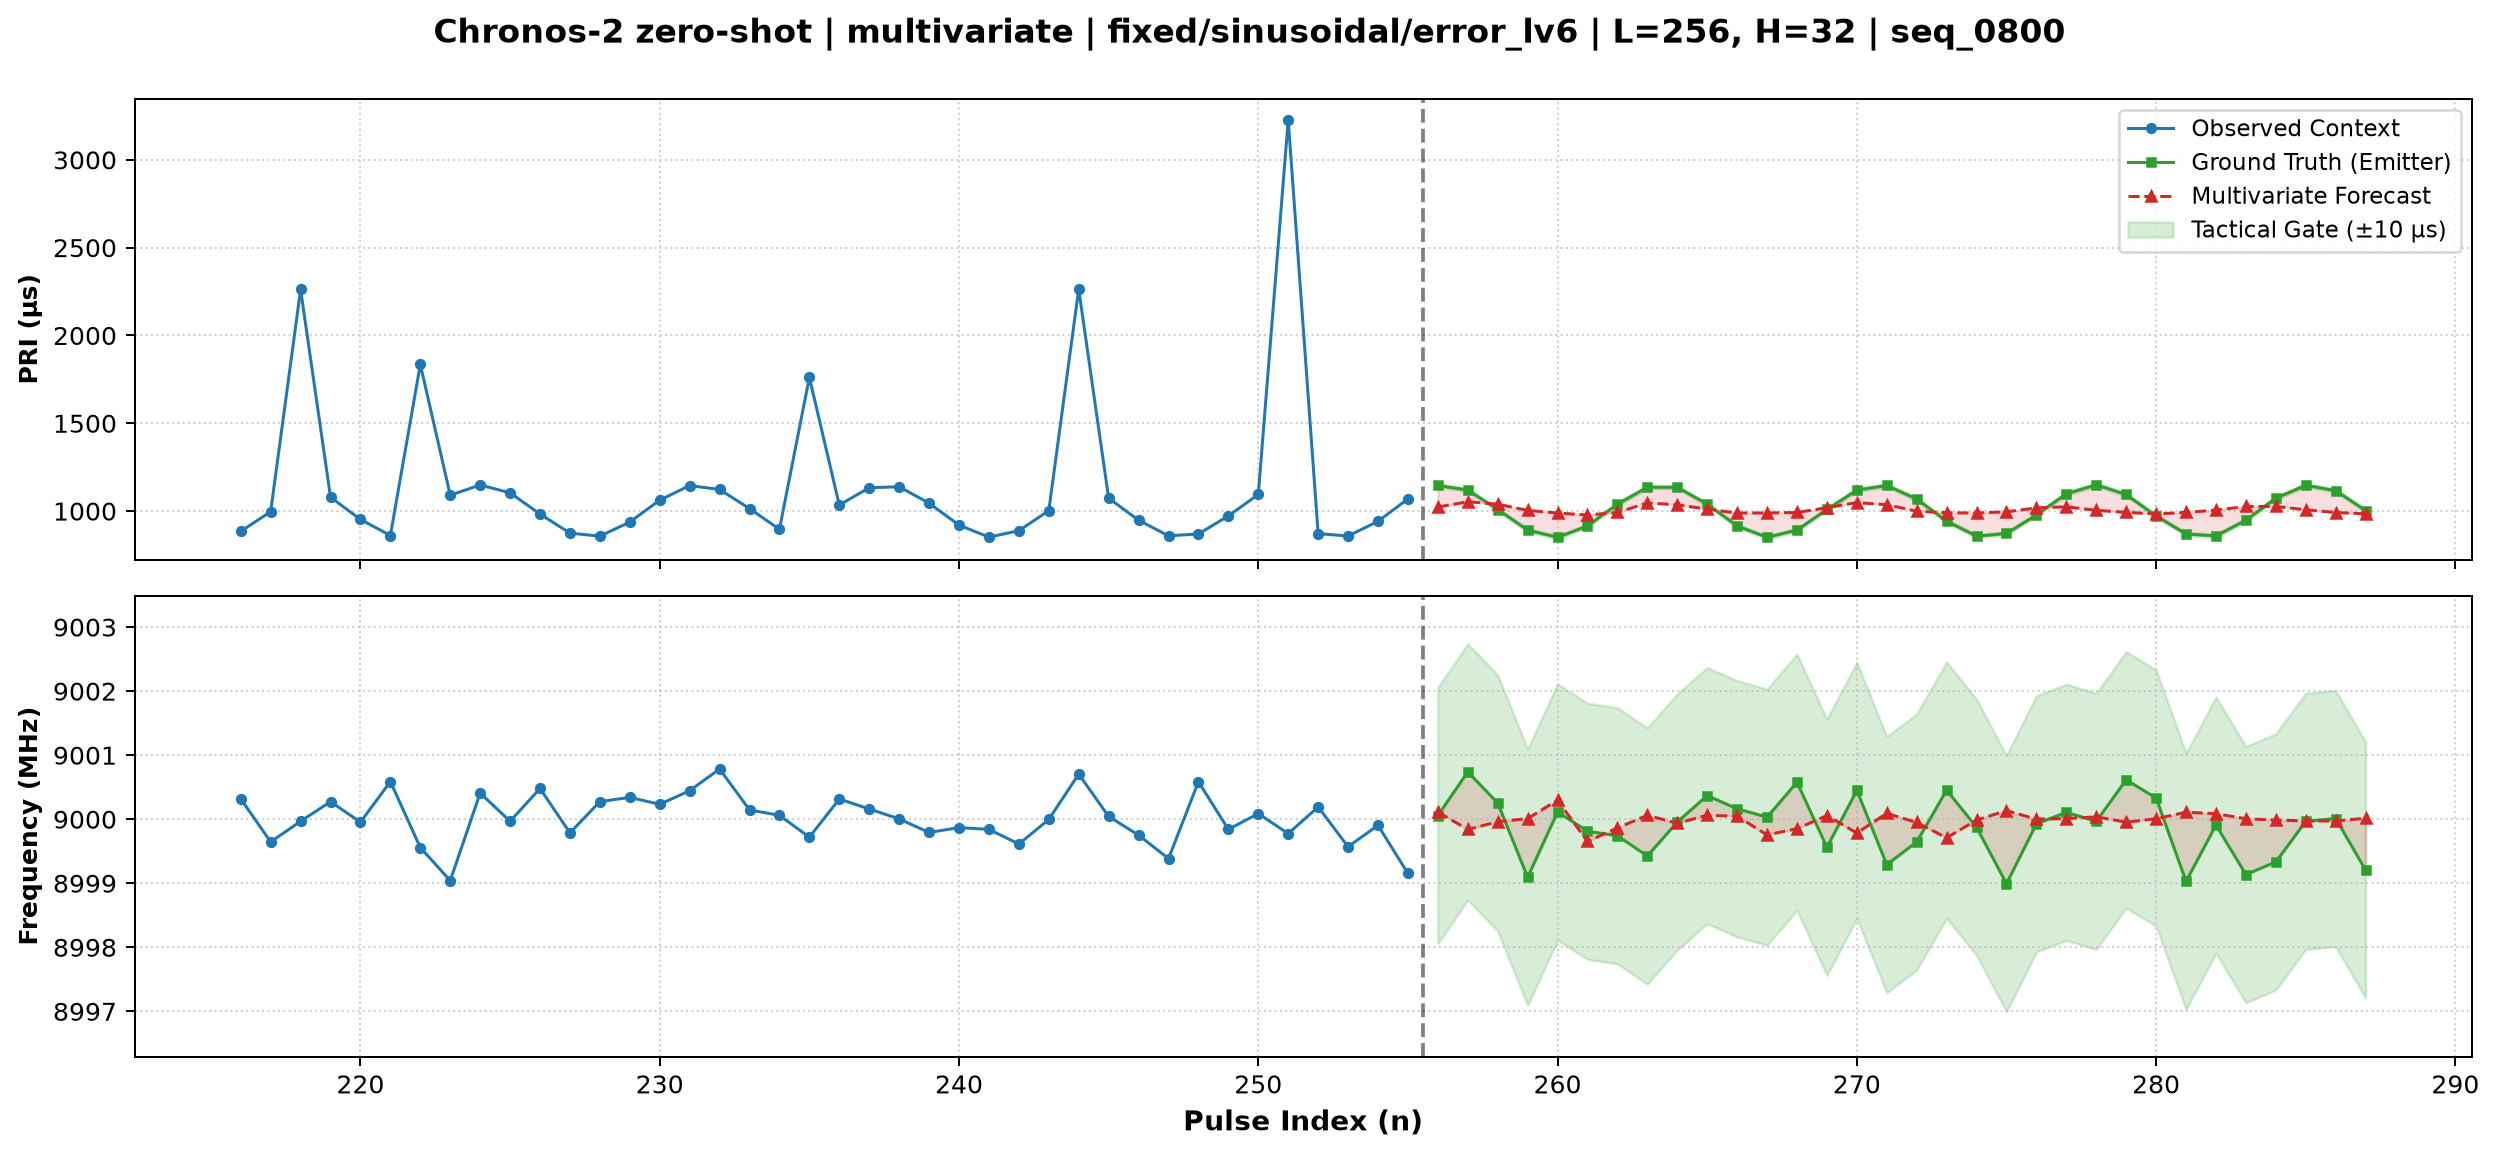 Chronos-2 zero-shot | multivariate | fixed/sinusoidal/error_lv6 | L=256, H=32 | seq_0800
PRI (µs)
3000
2500
2000
1500
1000
Observed Context
Ground Truth (Emitter)
Multivariate Forecast
Tactical Gate (±10 µs)
Frequency (MHz)
9003
9002
9001
9000
8999
8998
8997
220 230 240 250 260 270 280 290
Pulse Index (n)